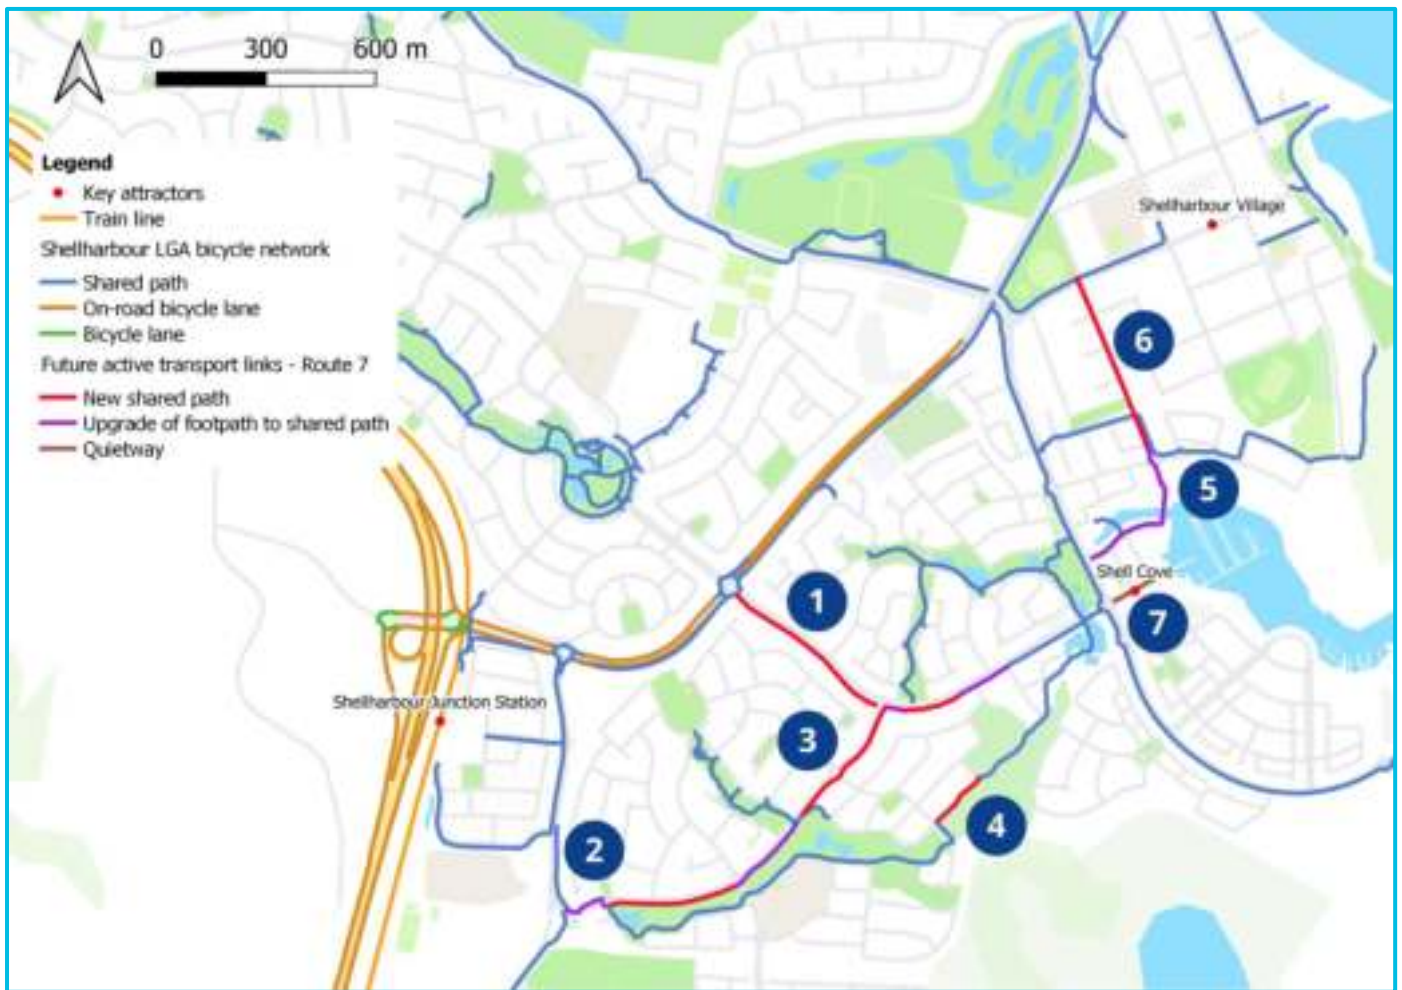 0 300 600 m
Legend
Key attractors
Train line
Shellharbour LGA bicycle network
Shared path
On-road bicycle lane
Bicycle lane
Future active transport links - Route 7
New shared path
Upgrade of footpath to shared path
Quietway
Shellharbour Village
6
5
Shell Cove
1
7
Shellharbour Junction Station
3
4
2